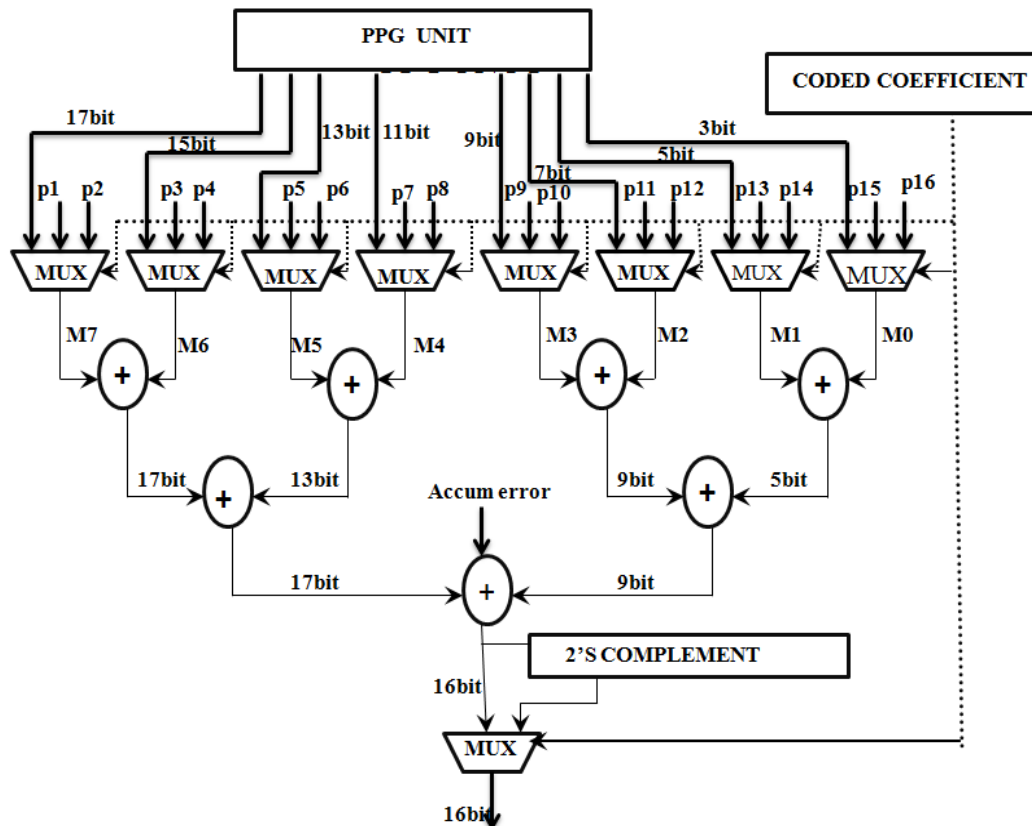 PPG UNIT
CODED COEFFICIENT
17bit
15bit
13bit
11bit
9bit
7bit
5bit
3bit
p1 p2
p3 p4
p5 p6
p7 p8
p9 p10
p11 p12
p13 p14
p15 p16
MUX MUX MUX MUX MUX MUX MUX MUX
M7 M6 M5 M4 M3 M2 M1 M0
+ + + +
17bit 13bit 9bit 5bit
+ +
Accum error
17bit 9bit
+
2'S COMPLEMENT
16bit
MUX
16bit